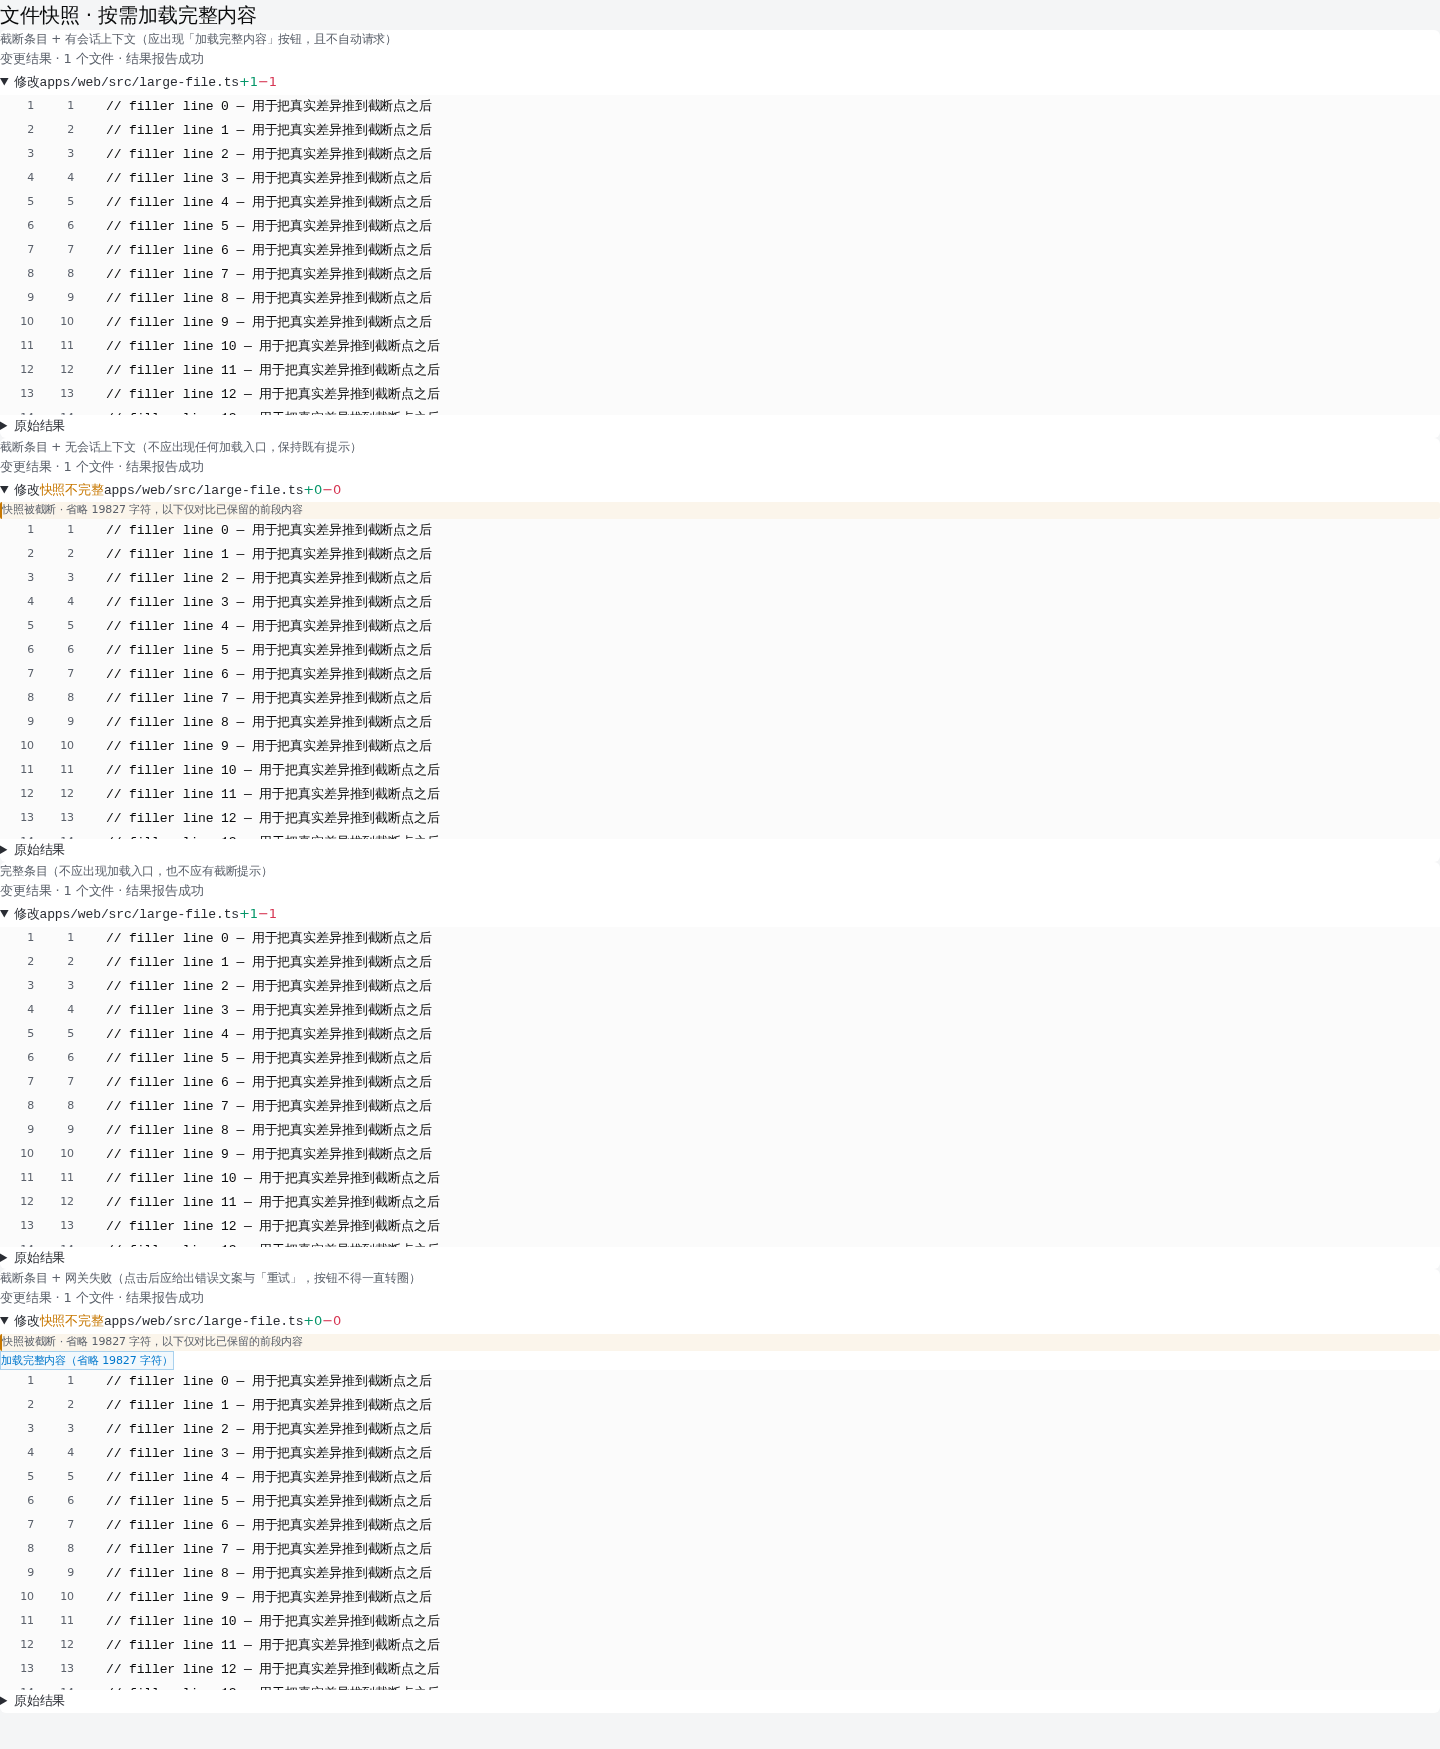 文件快照 · 按需加载完整内容
截断条目 + 有会话上下文（应出现「加载完整内容」按钮，且不自动请求）
变更结果 · 1 个文件 · 结果报告成功
▼ 修改apps/web/src/large-file.ts+1−1
1 1 // filler line 0 — 用于把真实差异推到截断点之后
2 2 // filler line 1 — 用于把真实差异推到截断点之后
3 3 // filler line 2 — 用于把真实差异推到截断点之后
4 4 // filler line 3 — 用于把真实差异推到截断点之后
5 5 // filler line 4 — 用于把真实差异推到截断点之后
6 6 // filler line 5 — 用于把真实差异推到截断点之后
7 7 // filler line 6 — 用于把真实差异推到截断点之后
8 8 // filler line 7 — 用于把真实差异推到截断点之后
9 9 // filler line 8 — 用于把真实差异推到截断点之后
10 10 // filler line 9 — 用于把真实差异推到截断点之后
11 11 // filler line 10 — 用于把真实差异推到截断点之后
12 12 // filler line 11 — 用于把真实差异推到截断点之后
13 13 // filler line 12 — 用于把真实差异推到截断点之后
▶ 原始结果
截断条目 + 无会话上下文（不应出现任何加载入口，保持既有提示）
变更结果 · 1 个文件 · 结果报告成功
▼ 修改快照不完整apps/web/src/large-file.ts+0−0
快照被截断 · 省略 19827 字符，以下仅对比已保留的前段内容
1 1 // filler line 0 — 用于把真实差异推到截断点之后
2 2 // filler line 1 — 用于把真实差异推到截断点之后
3 3 // filler line 2 — 用于把真实差异推到截断点之后
4 4 // filler line 3 — 用于把真实差异推到截断点之后
5 5 // filler line 4 — 用于把真实差异推到截断点之后
6 6 // filler line 5 — 用于把真实差异推到截断点之后
7 7 // filler line 6 — 用于把真实差异推到截断点之后
8 8 // filler line 7 — 用于把真实差异推到截断点之后
9 9 // filler line 8 — 用于把真实差异推到截断点之后
10 10 // filler line 9 — 用于把真实差异推到截断点之后
11 11 // filler line 10 — 用于把真实差异推到截断点之后
12 12 // filler line 11 — 用于把真实差异推到截断点之后
13 13 // filler line 12 — 用于把真实差异推到截断点之后
▶ 原始结果
完整条目（不应出现加载入口，也不应有截断提示）
变更结果 · 1 个文件 · 结果报告成功
▼ 修改apps/web/src/large-file.ts+1−1
1 1 // filler line 0 — 用于把真实差异推到截断点之后
2 2 // filler line 1 — 用于把真实差异推到截断点之后
3 3 // filler line 2 — 用于把真实差异推到截断点之后
4 4 // filler line 3 — 用于把真实差异推到截断点之后
5 5 // filler line 4 — 用于把真实差异推到截断点之后
6 6 // filler line 5 — 用于把真实差异推到截断点之后
7 7 // filler line 6 — 用于把真实差异推到截断点之后
8 8 // filler line 7 — 用于把真实差异推到截断点之后
9 9 // filler line 8 — 用于把真实差异推到截断点之后
10 10 // filler line 9 — 用于把真实差异推到截断点之后
11 11 // filler line 10 — 用于把真实差异推到截断点之后
12 12 // filler line 11 — 用于把真实差异推到截断点之后
13 13 // filler line 12 — 用于把真实差异推到截断点之后
▶ 原始结果
截断条目 + 网关失败（点击后应给出错误文案与「重试」，按钮不得一直转圈）
变更结果 · 1 个文件 · 结果报告成功
▼ 修改快照不完整apps/web/src/large-file.ts+0−0
快照被截断 · 省略 19827 字符，以下仅对比已保留的前段内容
加载完整内容（省略 19827 字符）
1 1 // filler line 0 — 用于把真实差异推到截断点之后
2 2 // filler line 1 — 用于把真实差异推到截断点之后
3 3 // filler line 2 — 用于把真实差异推到截断点之后
4 4 // filler line 3 — 用于把真实差异推到截断点之后
5 5 // filler line 4 — 用于把真实差异推到截断点之后
6 6 // filler line 5 — 用于把真实差异推到截断点之后
7 7 // filler line 6 — 用于把真实差异推到截断点之后
8 8 // filler line 7 — 用于把真实差异推到截断点之后
9 9 // filler line 8 — 用于把真实差异推到截断点之后
10 10 // filler line 9 — 用于把真实差异推到截断点之后
11 11 // filler line 10 — 用于把真实差异推到截断点之后
12 12 // filler line 11 — 用于把真实差异推到截断点之后
13 13 // filler line 12 — 用于把真实差异推到截断点之后
▶ 原始结果